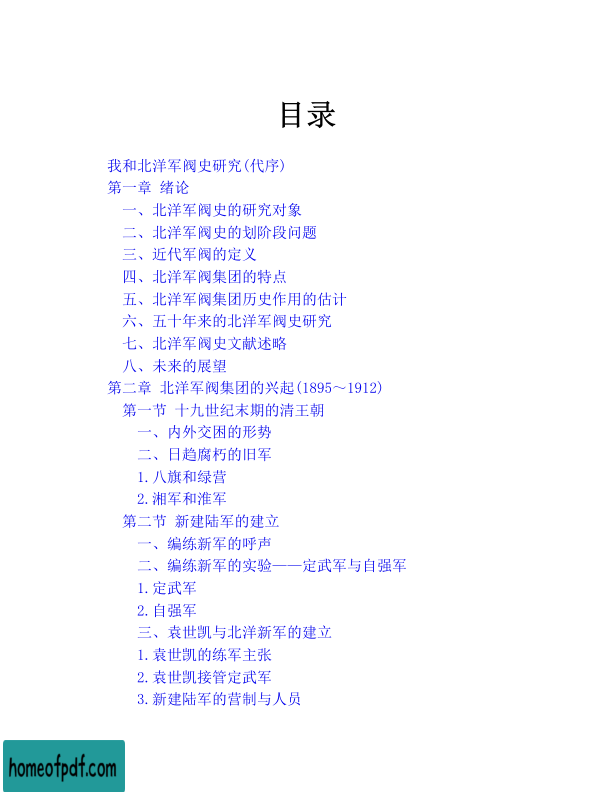 目录
我和北洋军阀史研究(代序)
第一章 绪论
一、北洋军阀史的研究对象
二、北洋军阀史的划阶段问题
三、近代军阀的定义
四、北洋军阀集团的特点
五、北洋军阀集团历史作用的估计
六、五十年来的北洋军阀史研究
七、北洋军阀史文献述略
八、未来的展望
第二章 北洋军阀集团的兴起(1895～1912)
第一节 十九世纪末期的清王朝
一、内外交困的形势
二、日趋腐朽的旧军
1.八旗和绿营
2.湘军和淮军
第二节 新建陆军的建立
一、编练新军的呼声
二、编练新军的实验——定武军与自强军
1.定武军
2.自强军
三、袁世凯与北洋新军的建立
1.袁世凯的练军主张
2.袁世凯接管定武军
3.新建陆军的营制与人员
homeofpdf.com